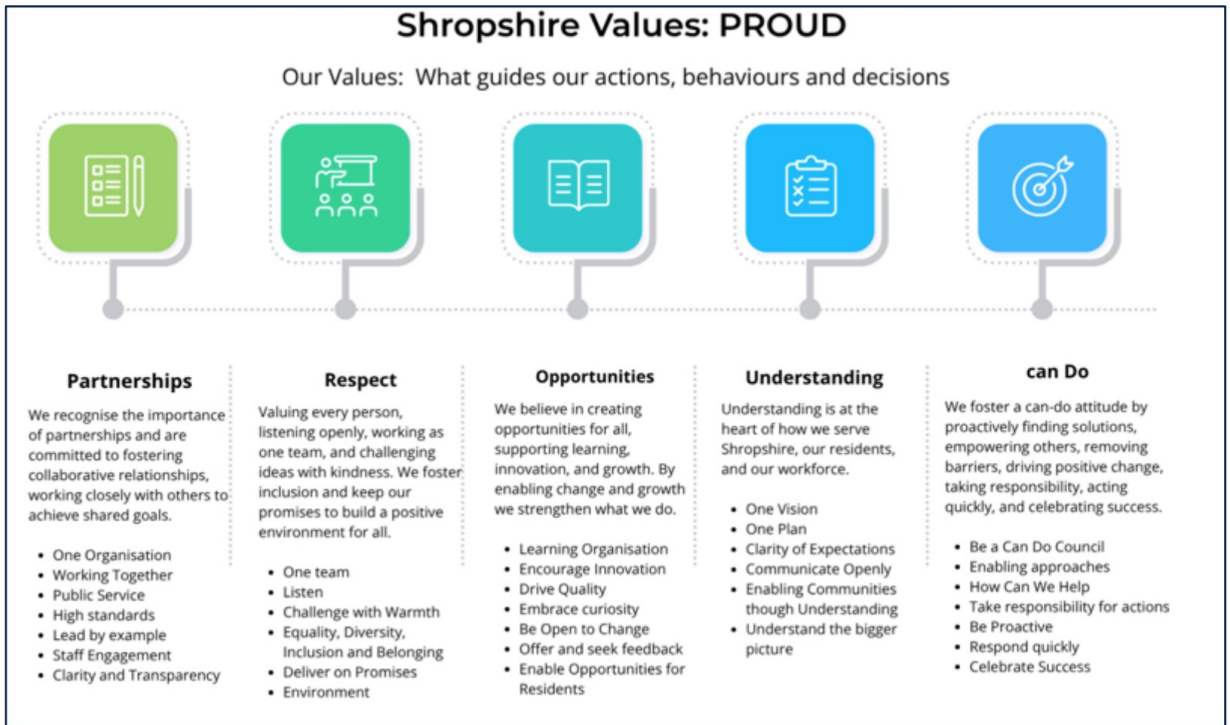 Shropshire Values: PROUD
Our Values: What guides our actions, behaviours and decisions
Partnerships
We recognise the importance
of partnerships and are
committed to fostering
collaborative relationships,
working closely with others to
achieve shared goals.
• One Organisation
• Working Together
• Public Service
• High standards
• Lead by example
• Staff Engagement
• Clarity and Transparency
Respect
Valuing every person,
listening openly, working as
one team, and challenging
ideas with kindness. We foster
inclusion and keep our
promises to build a positive
environment for all.
• One team
• Listen
• Challenge with Warmth
• Equality, Diversity,
Inclusion and Belonging
• Deliver on Promises
• Environment
Opportunities
We believe in creating
opportunities for all,
supporting learning,
innovation, and growth. By
enabling change and growth
we strengthen what we do.
• Learning Organisation
• Encourage Innovation
• Drive Quality
• Embrace curiosity
• Be Open to Change
• Offer and seek feedback
• Enable Opportunities for
Residents
Understanding
Understanding is at the
heart of how we serve
Shropshire, our residents,
and our workforce.
• One Vision
• One Plan
• Clarity of Expectations
• Communicate Openly
• Enabling Communities
though Understanding
• Understand the bigger
picture
can Do
We foster a can-do attitude by
proactively finding solutions,
empowering others, removing
barriers, driving positive change,
taking responsibility, acting
quickly, and celebrating success.
• Be a Can Do Council
• Enabling approaches
• How Can We Help
• Take responsibility for actions
• Be Proactive
• Respond quickly
• Celebrate Success